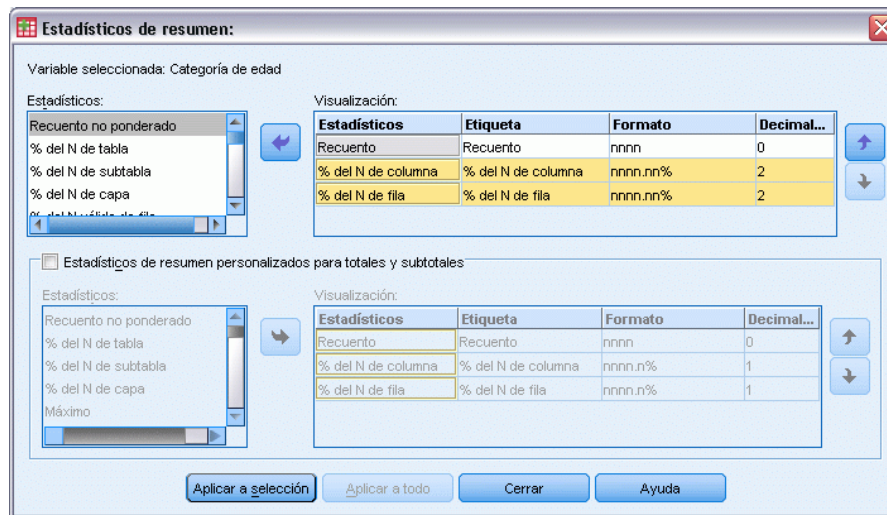 Estadísticos de resumen:
Variable seleccionada: Categoría de edad
Estadísticos:
Recuento no ponderado
% del N de tabla
% del N de subtabla
% del N de capa
% del N válido de fila
Visualización:
Estadísticos Etiqueta Formato Decimal...
Recuento Recuento nnnn 0
% del N de columna % del N de columna nnnn.nn% 2
% del N de fila % del N de fila nnnn.nn% 2
Estadísticos de resumen personalizados para totales y subtotales
Estadísticos:
Recuento no ponderado
% del N de tabla
% del N de subtabla
% del N de capa
Máximo
Visualización:
Estadísticos Etiqueta Formato Decimal...
Recuento Recuento nnnn 0
% del N de columna % del N de columna nnnn.n% 1
% del N de fila % del N de fila nnnn.n% 1
Aplicar a selección Aplicar a todo Cerrar Ayuda